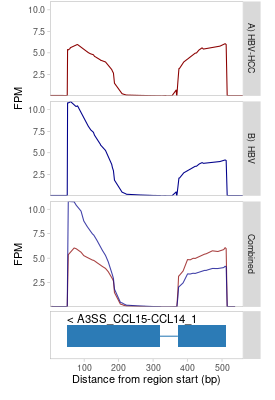 10.0
7.5
5.0
2.5
A) HBV-HCC
FPM
10.0
7.5
5.0
2.5
B) HBV
10.0
7.5
5.0
2.5
FPM
Combined
< A3SS_CCL15-CCL14_1
100 200 300 400 500
Distance from region start (bp)